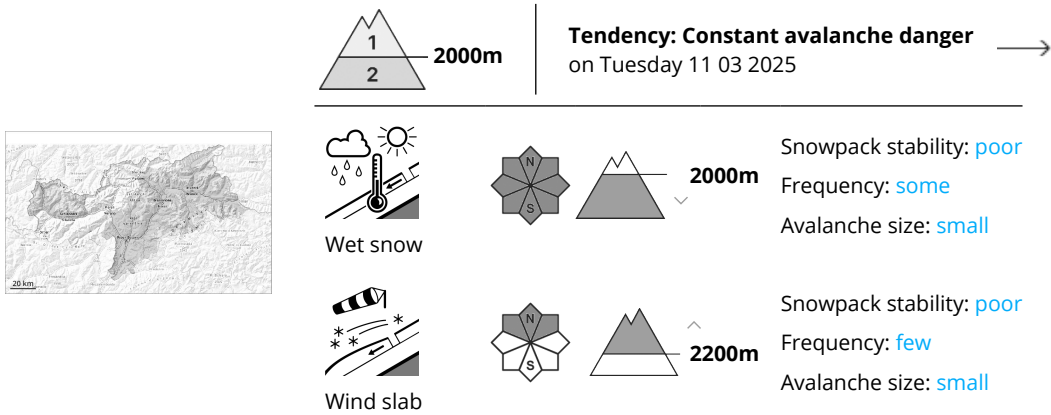 1
2
2000m
Tendency: Constant avalanche danger
on Tuesday 11 03 2025
20 km
N
S
2000m
Snowpack stability: poor
Frequency: some
Avalanche size: small
Wet snow
N
S
2200m
Snowpack stability: poor
Frequency: few
Avalanche size: small
Wind slab